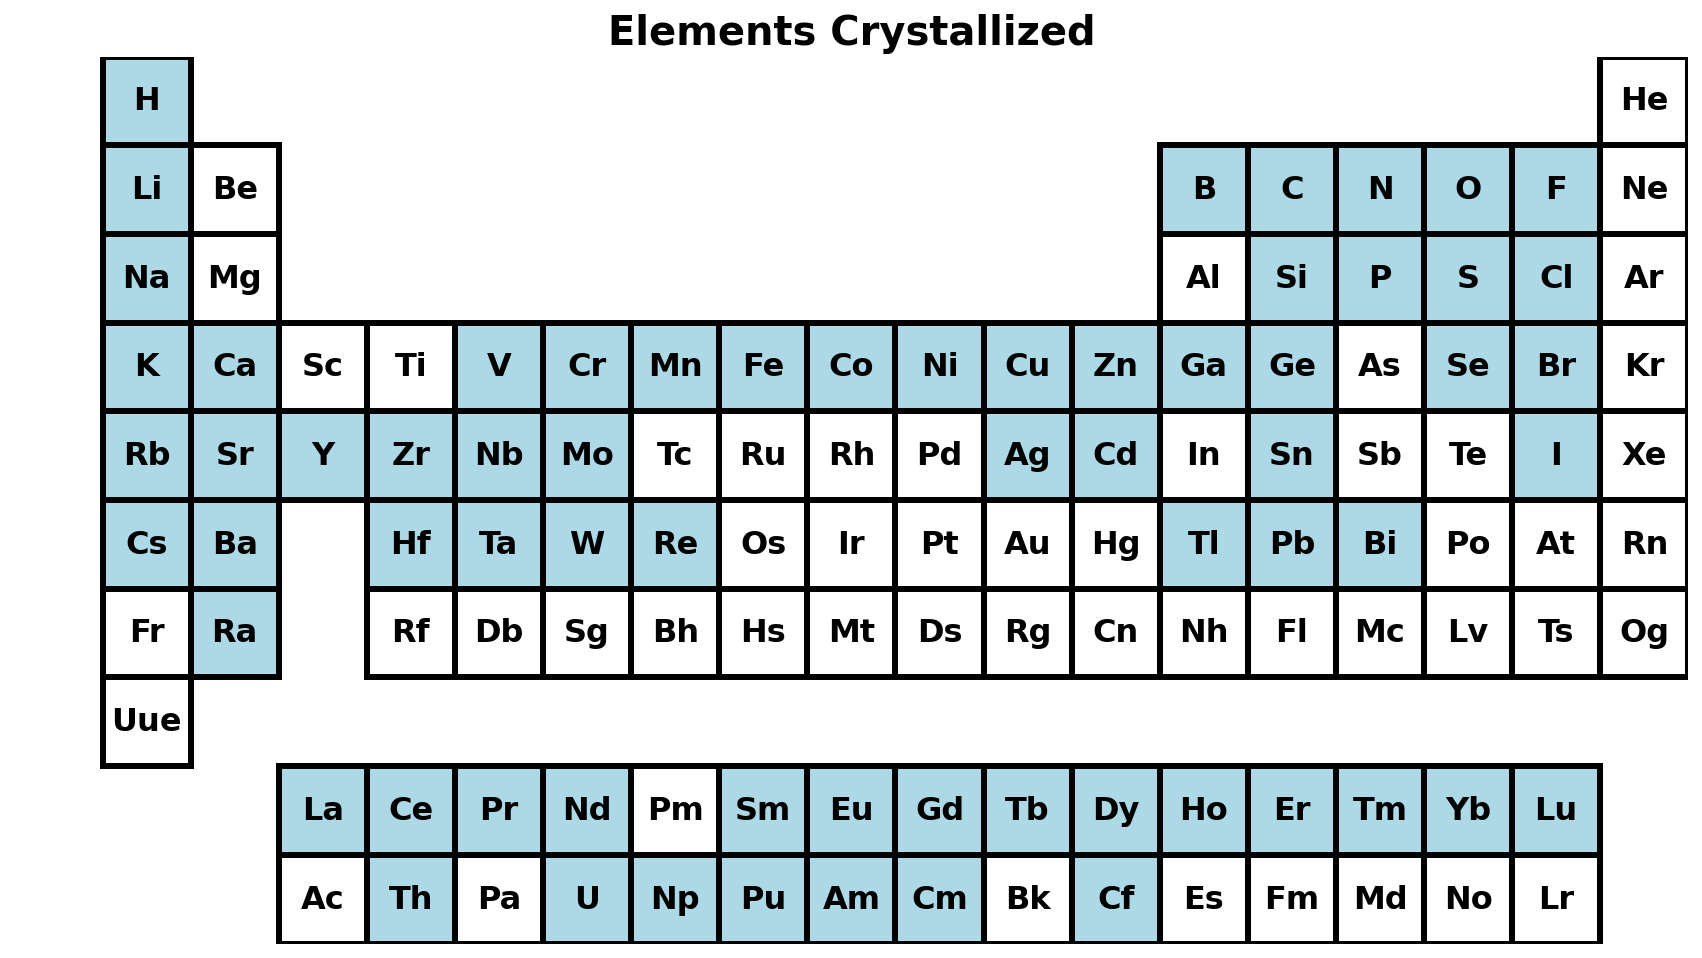 Elements Crystallized
H He
Li Be B C N O F Ne
Na Mg Al Si P S Cl Ar
K Ca Sc Ti V Cr Mn Fe Co Ni Cu Zn Ga Ge As Se Br Kr
Rb Sr Y Zr Nb Mo Tc Ru Rh Pd Ag Cd In Sn Sb Te I Xe
Cs Ba Hf Ta W Re Os Ir Pt Au Hg Tl Pb Bi Po At Rn
Fr Ra Rf Db Sg Bh Hs Mt Ds Rg Cn Nh Fl Mc Lv Ts Og
Uue
La Ce Pr Nd Pm Sm Eu Gd Tb Dy Ho Er Tm Yb Lu
Ac Th Pa U Np Pu Am Cm Bk Cf Es Fm Md No Lr